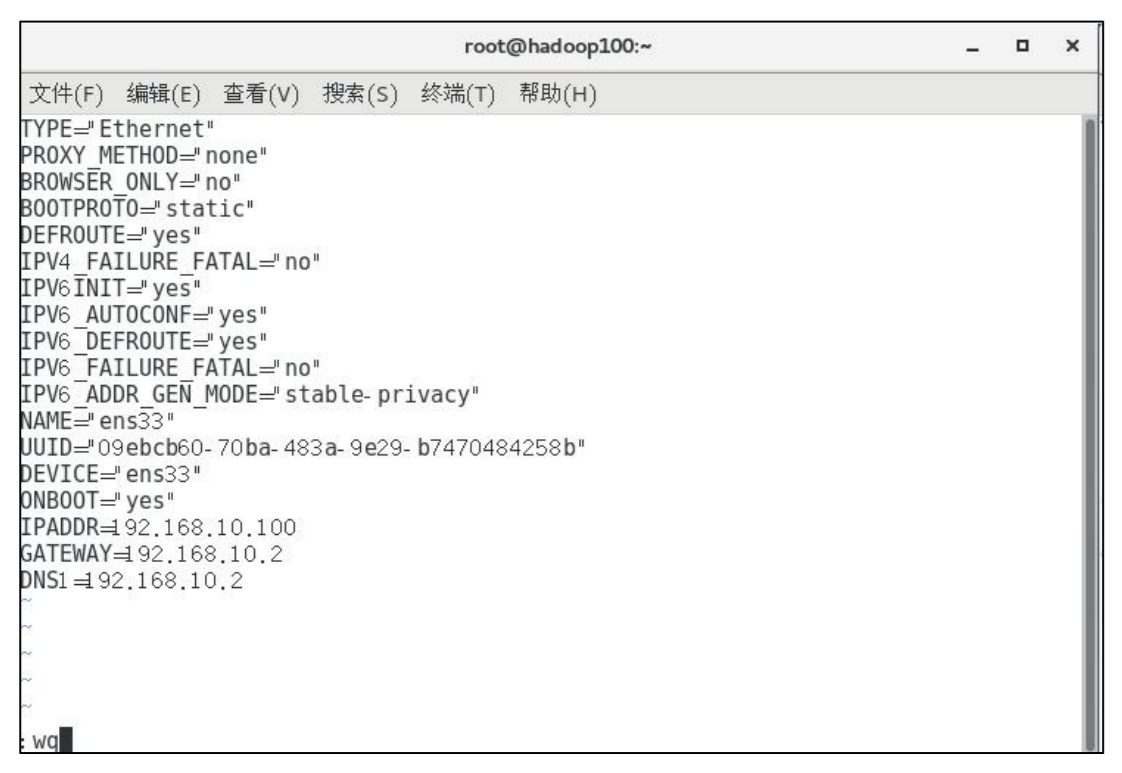 root@hadoop100:~
文件(F) 编辑(E) 查看(V) 搜索(S) 终端(T) 帮助(H)
TYPE="Ethernet"
PROXY_METHOD="none"
BROWSER_ONLY="no"
BOOTPROTO="static"
DEFROUTE="yes"
IPV4_FAILURE_FATAL="no"
IPV6INIT="yes"
IPV6_AUTOCONF="yes"
IPV6_DEFROUTE="yes"
IPV6_FAILURE_FATAL="no"
IPV6_ADDR_GEN_MODE="stable-privacy"
NAME="ens33"
UUID="09ebcb60-70ba-483a-9e29-b7470484258b"
DEVICE="ens33"
ONBOOT="yes"
IPADDR=192.168.10.100
GATEWAY=192.168.10.2
DNS1=192.168.10.2
~
~
~
~
~
:wq